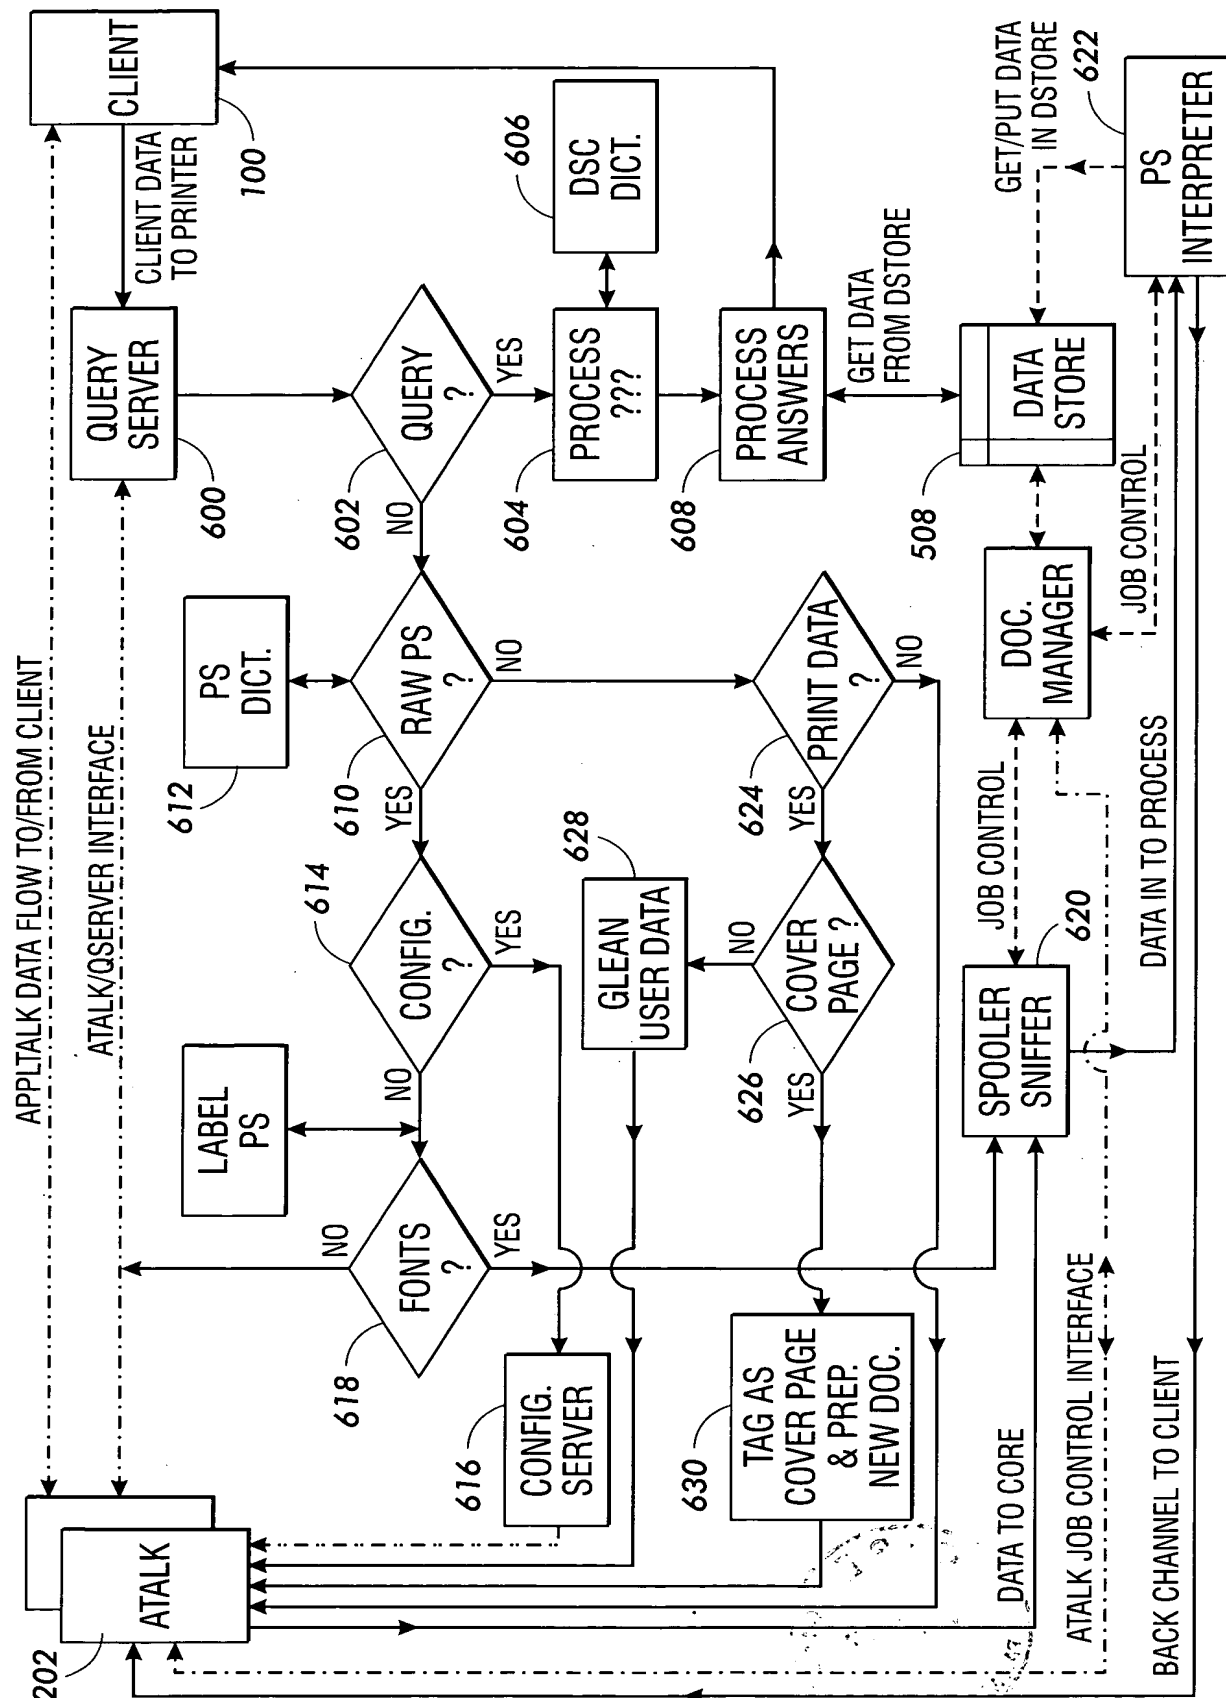 APPLTALK DATA FLOW TO/FROM CLIENT
ATALK/QSERVER INTERFACE
202
ATALK
CLIENT
100
CLIENT DATA
TO PRINTER
QUERY
SERVER
600
LABEL
PS
612
PS
DICT.
618
FONTS
?
NO
YES
614
CONFIG.
?
NO
YES
610
RAW PS
?
YES
NO
602
QUERY
?
NO
YES
616
CONFIG.
SERVER
628
GLEAN
USER DATA
604
PROCESS
???
606
DSC
DICT.
630
TAG AS
COVER PAGE
& PREP.
NEW DOC.
626
COVER
PAGE ?
YES
NO
624
PRINT DATA
?
YES
NO
608
PROCESS
ANSWERS
GET DATA
FROM DSTORE
DATA TO CORE
620
SPOOLER
SNIFFER
JOB CONTROL
DOC.
MANAGER
508
DATA
STORE
GET/PUT DATA
IN DSTORE
ATALK JOB CONTROL INTERFACE
JOB CONTROL
DATA IN TO PROCESS
622
PS
INTERPRETER
BACK CHANNEL TO CLIENT